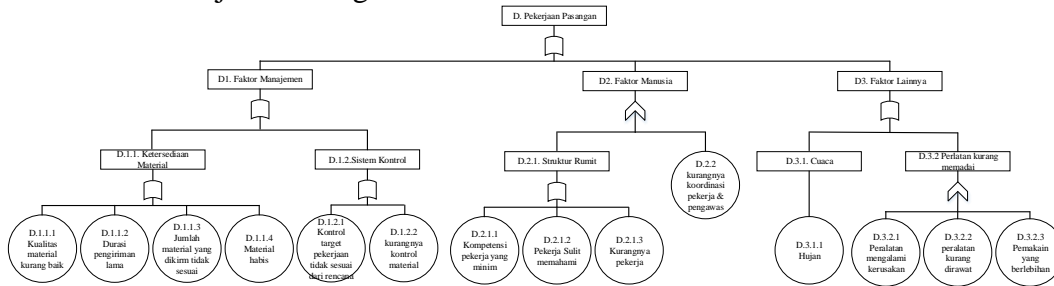 D. Pekerjaan Pasangan
D1. Faktor Manajemen
D2. Faktor Manusia
D3. Faktor Lainnya
D.1.1. Ketersediaan
Material
D.1.2.Sistem Kontrol
D.2.1. Struktur Rumit
D.2.2
kurangnya
koordinasi
pekerja &
pengawas
D.3.1. Cuaca
D.3.2 Perlatan kurang
memadai
D.1.1.1
Kualitas
material
kurang baik
D.1.1.2
Durasi
pengiriman
lama
D.1.1.3
Jumlah
material yang
dikirm tidak
sesuai
D.1.1.4
Material
habis
D.1.2.1
Kontrol
target
pekerjaan
tidak sesuai
dari rencana
D.1.2.2
kurangnya
kontrol
material
D.2.1.1
Kompetensi
pekerja yang
minim
D.2.1.2
Pekerja Sulit
memahami
D.2.1.3
Kurangnya
pekerja
D.3.1.1
Hujan
D.3.2.1
Peralatan
mengalami
kerusakan
D.3.2.2
peralatan
kurang
dirawat
D.3.2.3
Pemakain
yang
berlebihan